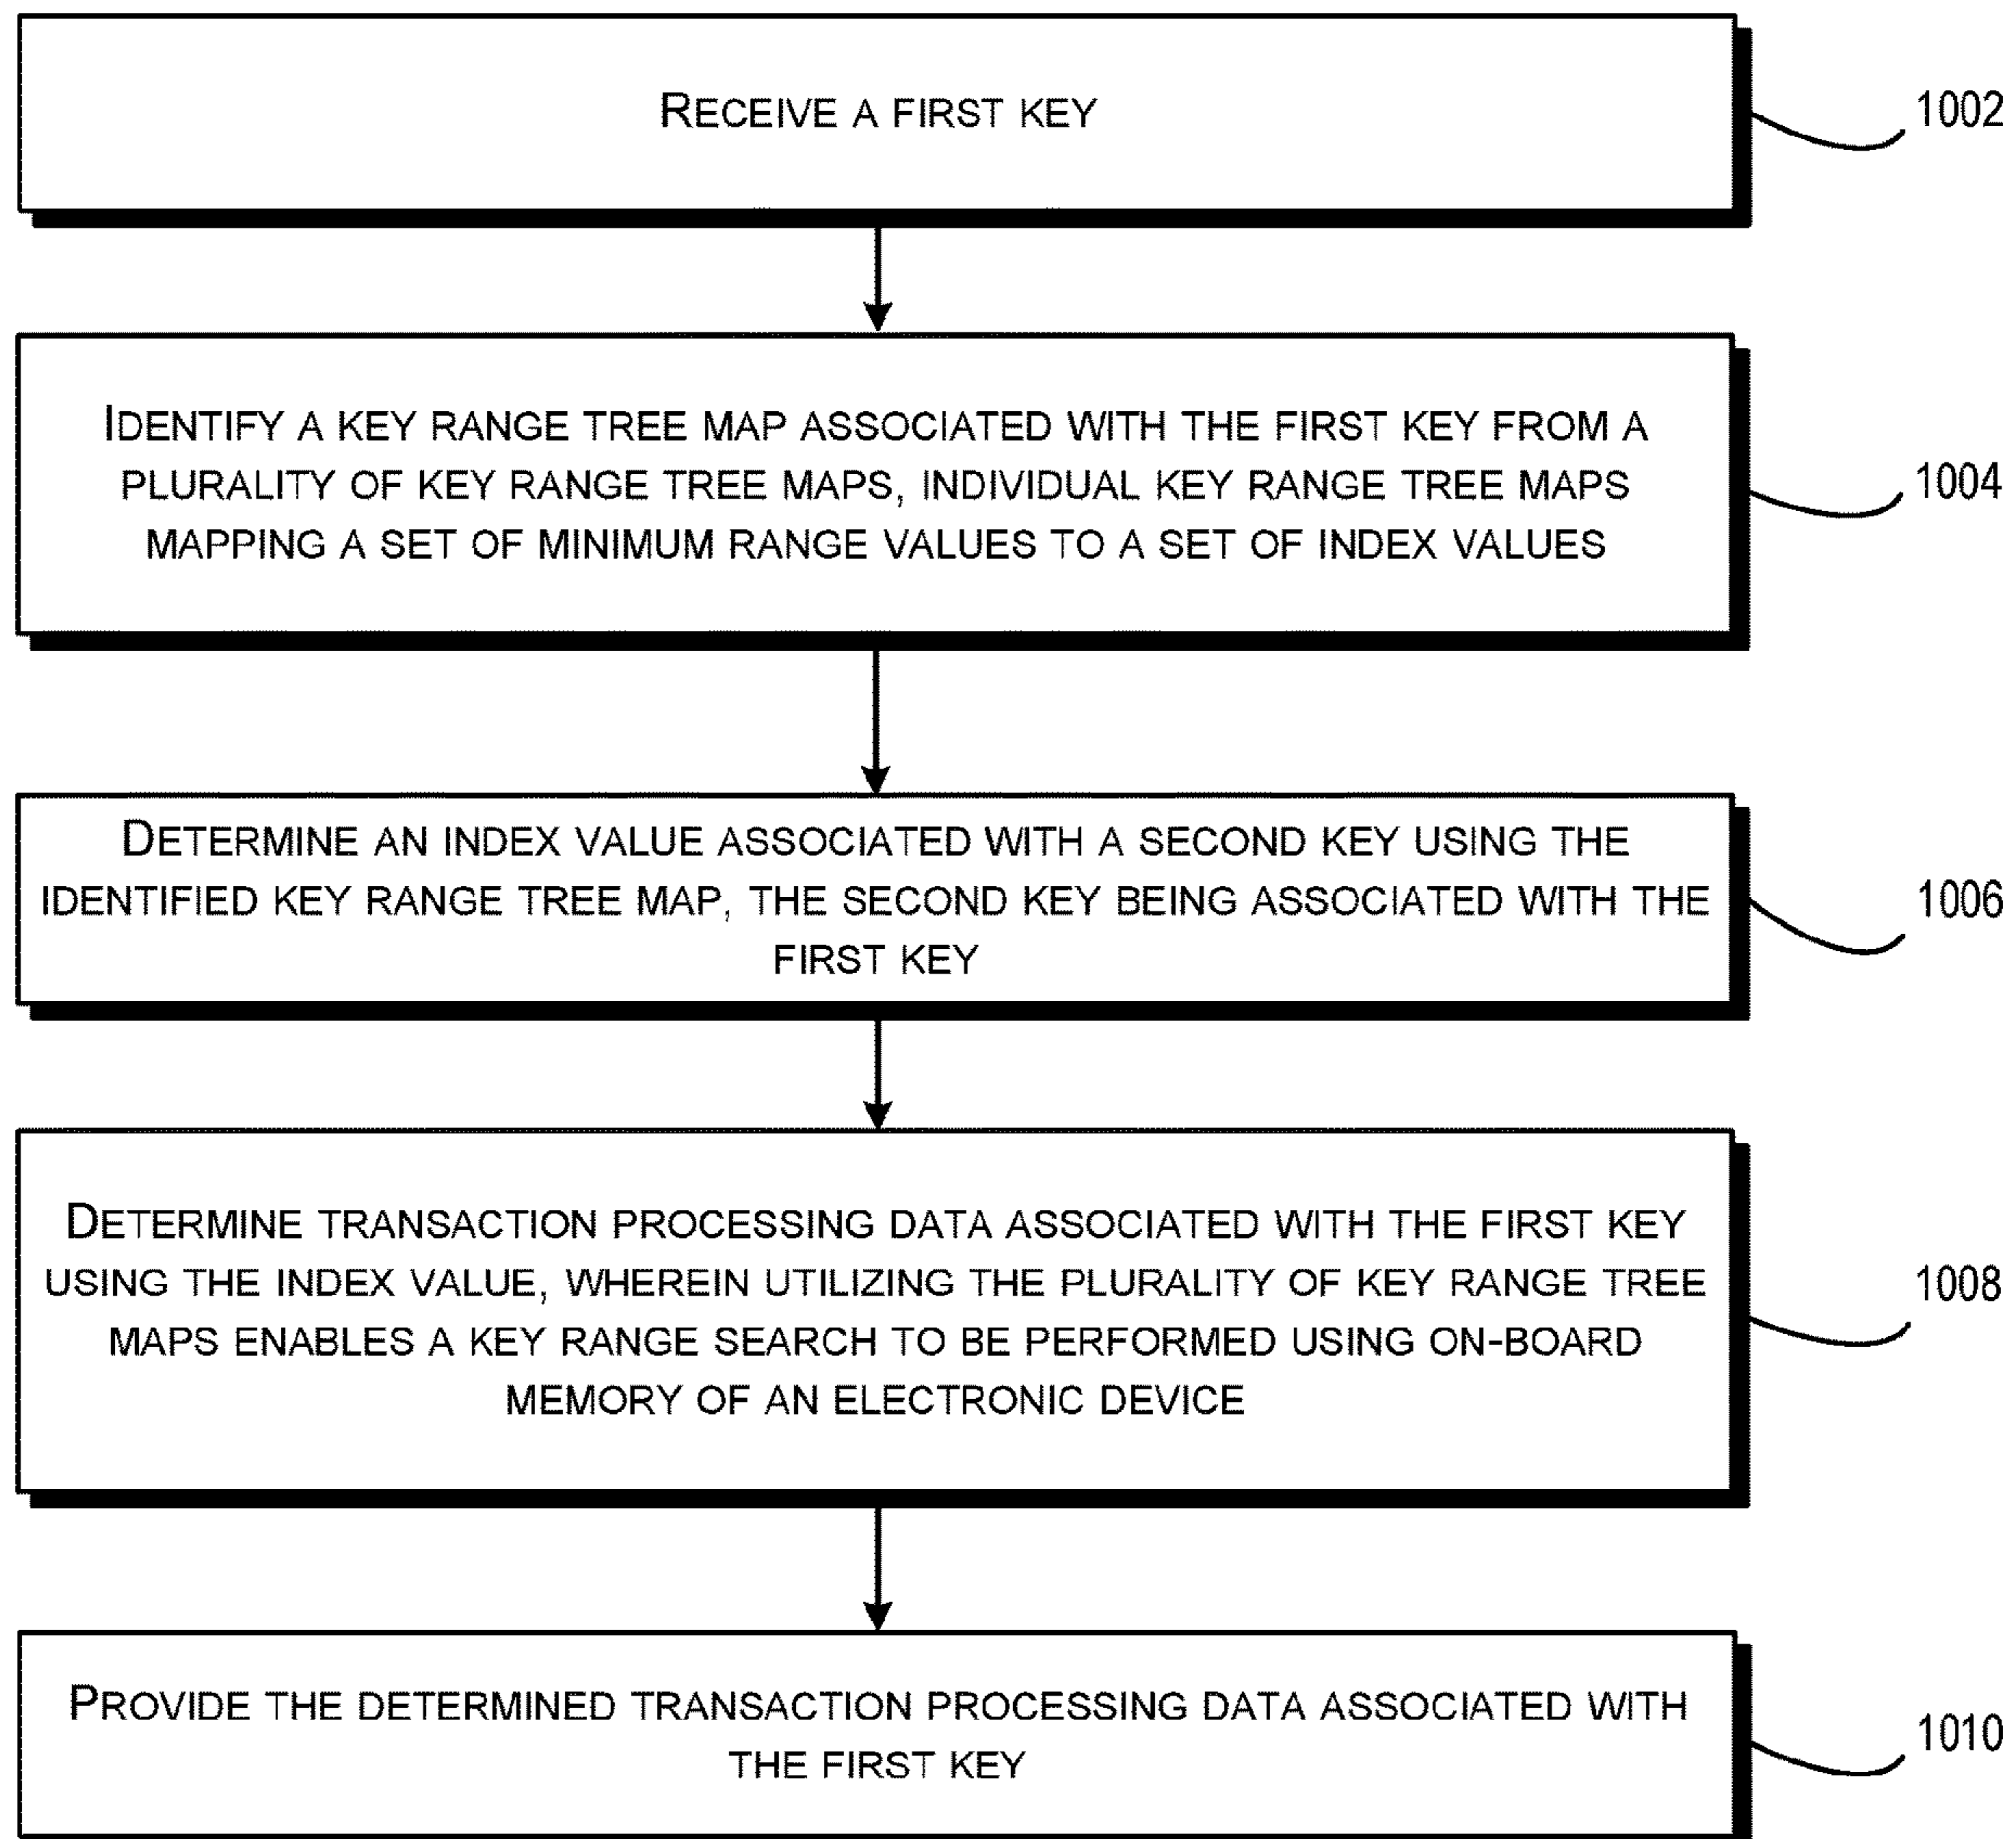 RECEIVE A FIRST KEY
1002
IDENTIFY A KEY RANGE TREE MAP ASSOCIATED WITH THE FIRST KEY FROM A
PLURALITY OF KEY RANGE TREE MAPS, INDIVIDUAL KEY RANGE TREE MAPS
MAPPING A SET OF MINIMUM RANGE VALUES TO A SET OF INDEX VALUES
1004
DETERMINE AN INDEX VALUE ASSOCIATED WITH A SECOND KEY USING THE
IDENTIFIED KEY RANGE TREE MAP, THE SECOND KEY BEING ASSOCIATED WITH THE
FIRST KEY
1006
DETERMINE TRANSACTION PROCESSING DATA ASSOCIATED WITH THE FIRST KEY
USING THE INDEX VALUE, WHEREIN UTILIZING THE PLURALITY OF KEY RANGE TREE
MAPS ENABLES A KEY RANGE SEARCH TO BE PERFORMED USING ON-BOARD
MEMORY OF AN ELECTRONIC DEVICE
1008
PROVIDE THE DETERMINED TRANSACTION PROCESSING DATA ASSOCIATED WITH
THE FIRST KEY
1010